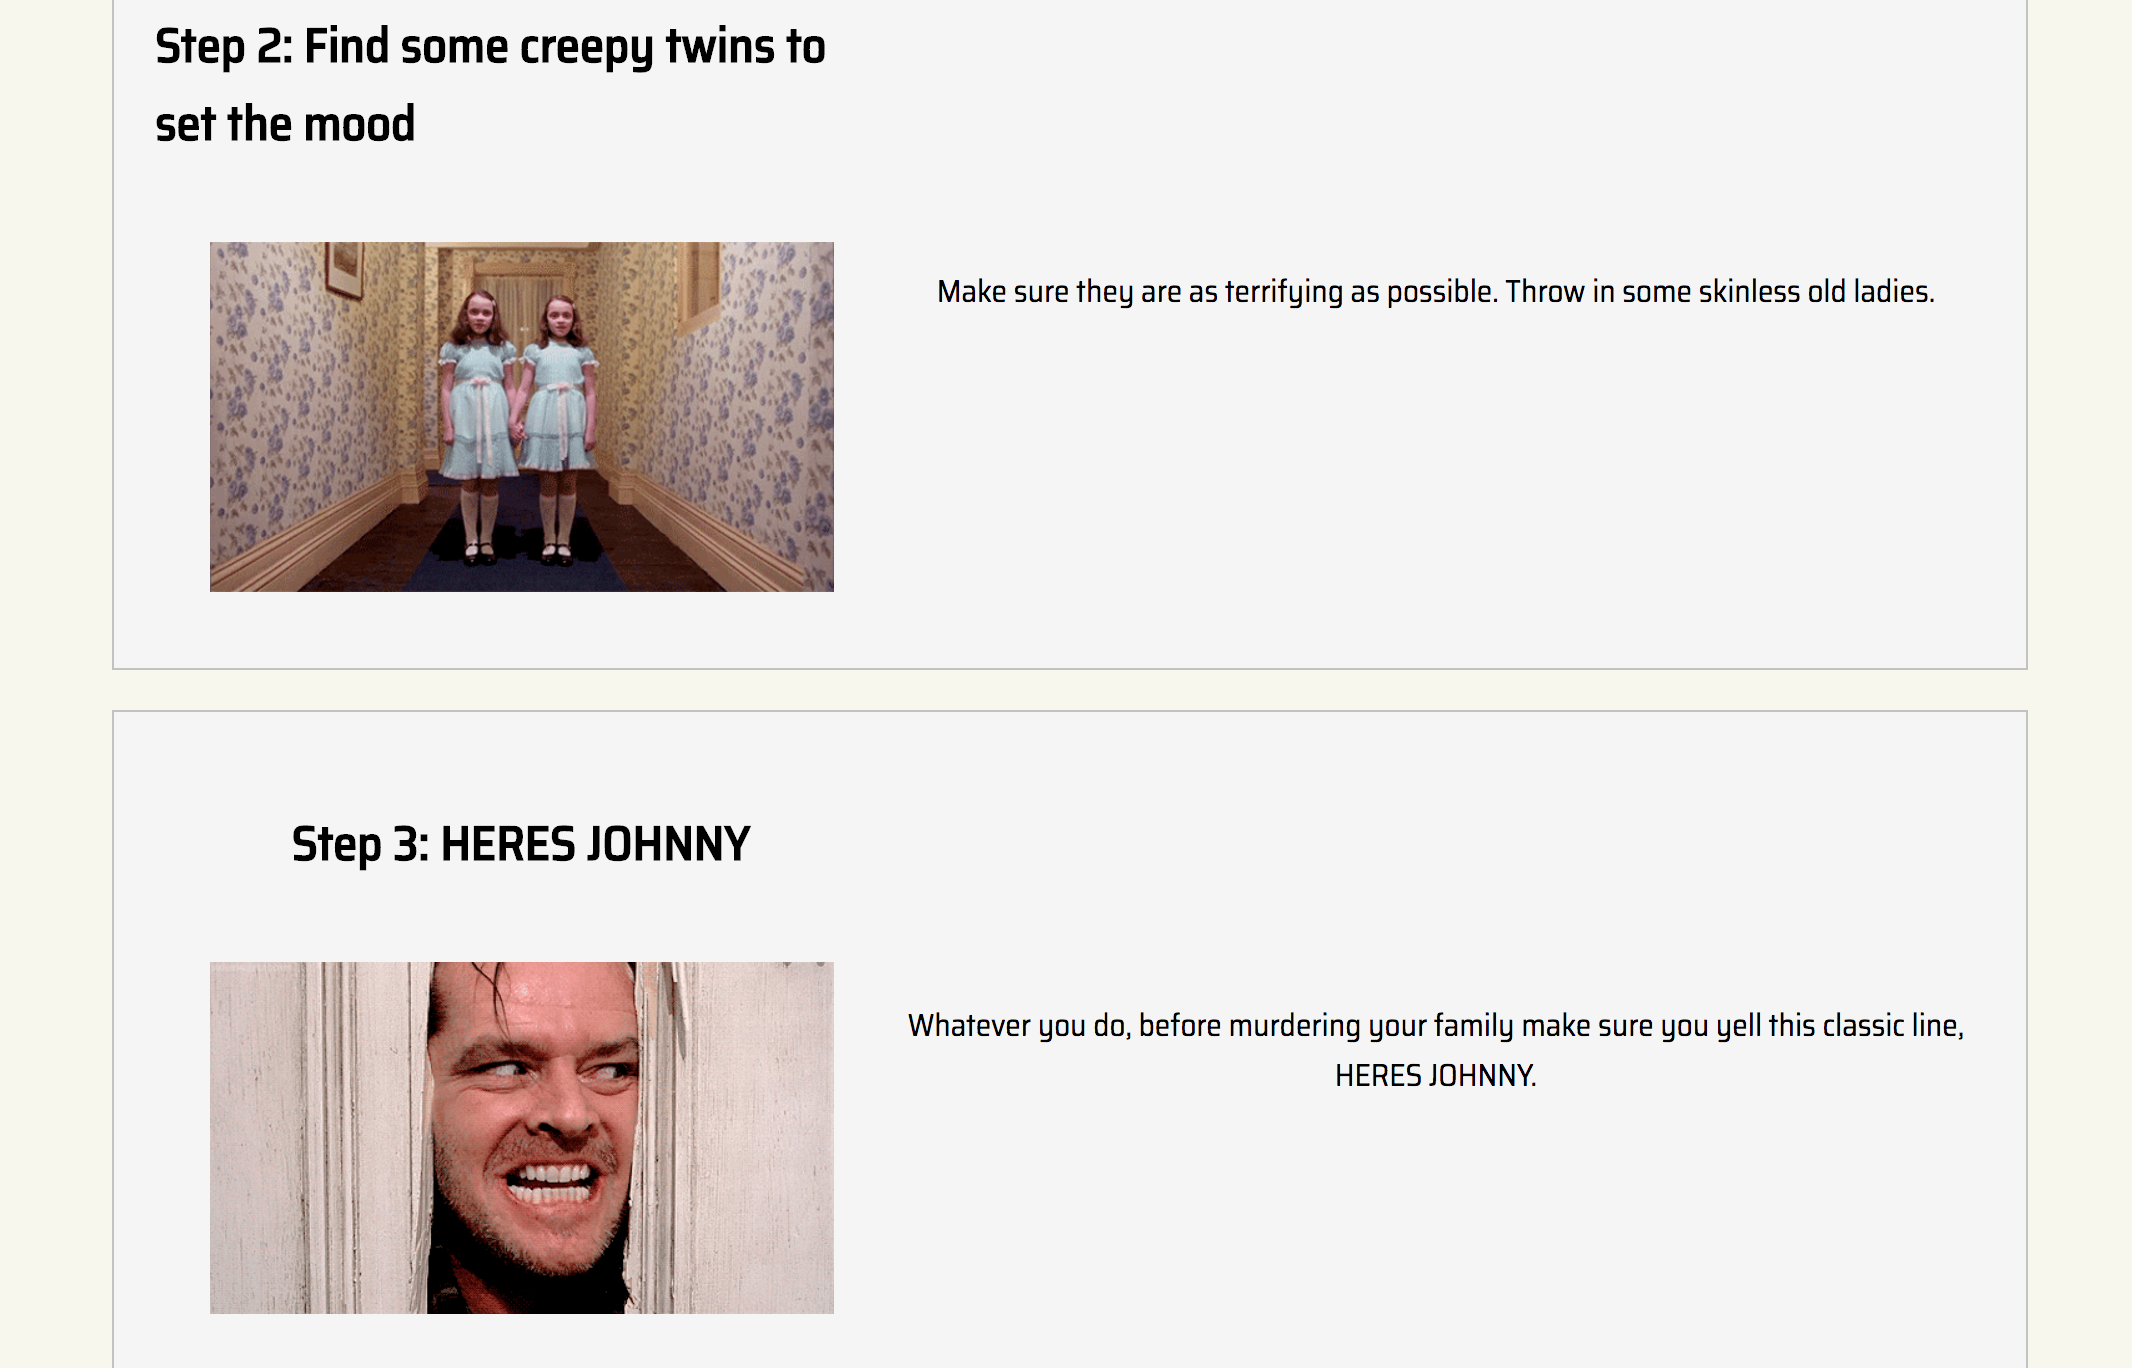 Step 2: Find some creepy twins to
set the mood
Make sure they are as terrifying as possible. Throw in some skinless old ladies.
Step 3: HERES JOHNNY
Whatever you do, before murdering your family make sure you yell this classic line,
HERES JOHNNY.